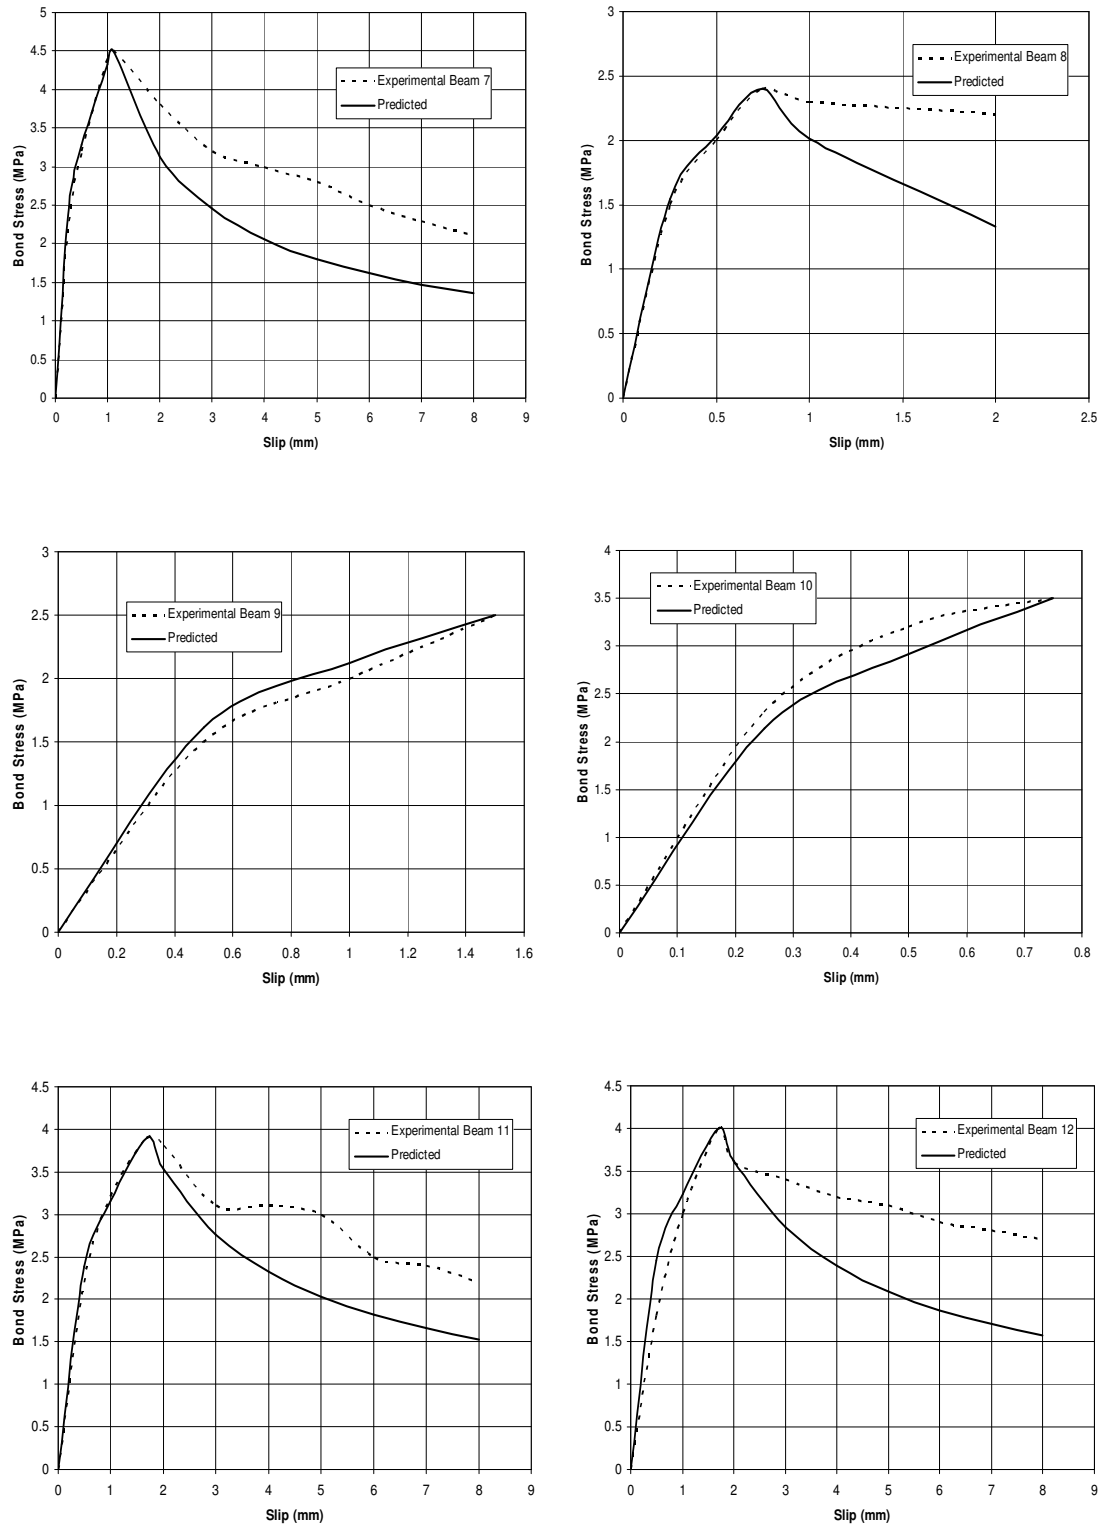 5
4.5
4
3.5
3
2.5
2
1.5
1
0.5
0
0 1 2 3 4 5 6 7 8 9
Bond Stress (MPa)
Slip (mm)
Experimental Beam 7
Predicted
3
2.5
2
1.5
1
0.5
0
0 0.5 1 1.5 2 2.5
Bond Stress (MPa)
Slip (mm)
Experimental Beam 8
Predicted
3
2.5
2
1.5
1
0.5
0
0 0.2 0.4 0.6 0.8 1 1.2 1.4 1.6
Bond Stress (MPa)
Slip (mm)
Experimental Beam 9
Predicted
4
3.5
3
2.5
2
1.5
1
0.5
0
0 0.1 0.2 0.3 0.4 0.5 0.6 0.7 0.8
Bond Stress (MPa)
Slip (mm)
Experimental Beam 10
Predicted
4.5
4
3.5
3
2.5
2
1.5
1
0.5
0
0 1 2 3 4 5 6 7 8 9
Bond Stress (MPa)
Slip (mm)
Experimental Beam 11
Predicted
4.5
4
3.5
3
2.5
2
1.5
1
0.5
0
0 1 2 3 4 5 6 7 8 9
Bond Stress (MPa)
Slip (mm)
Experimental Beam 12
Predicted